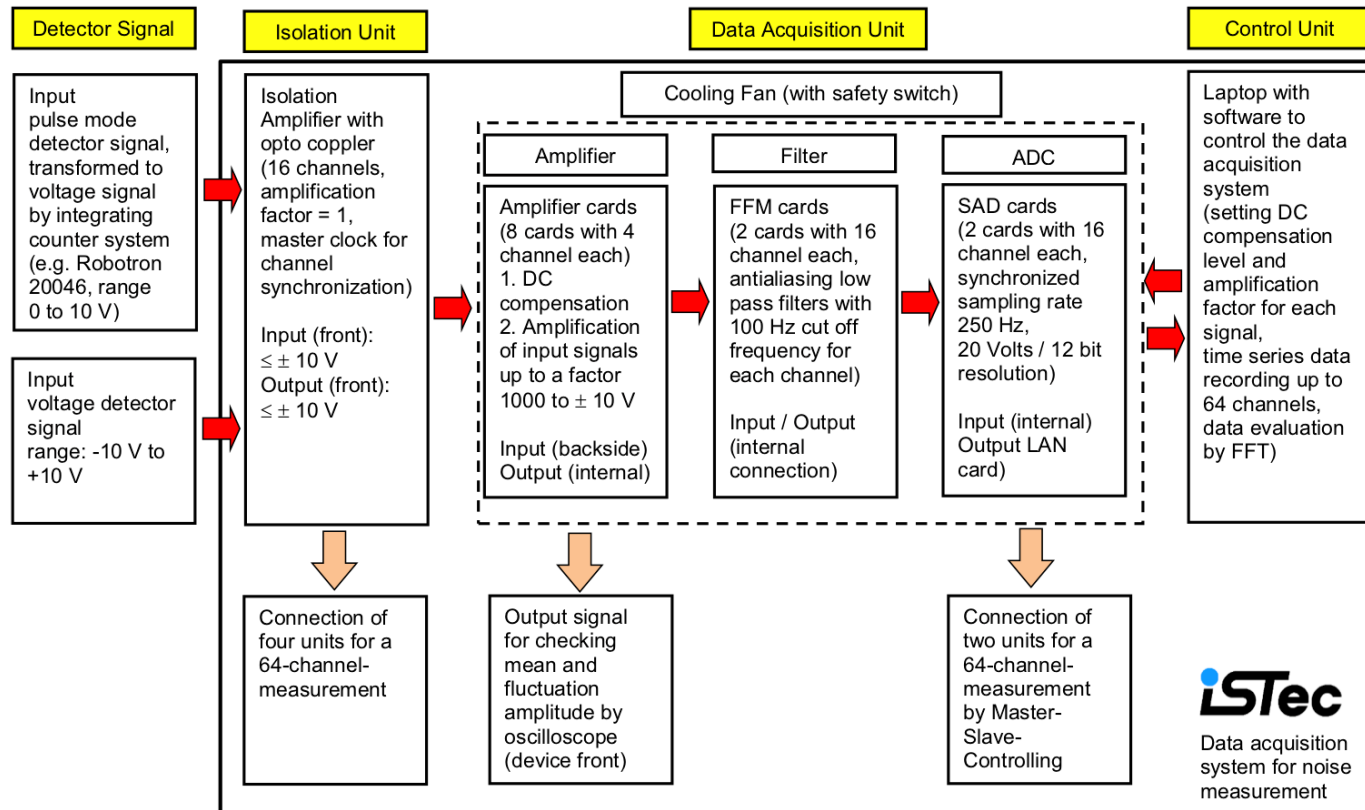 Detector Signal
Isolation Unit
Data Acquisition Unit
Control Unit
Input
pulse mode
detector signal,
transformed to
voltage signal
by integrating
counter system
(e.g. Robotron
20046, range
0 to 10 V)
Input
voltage detector
signal
range: -10 V to
+10 V
Isolation
Amplifier with
opto coppler
(16 channels,
amplification
factor = 1,
master clock for
channel
synchronization)
Input (front):
≤ ± 10 V
Output (front):
≤ ± 10 V
Cooling Fan (with safety switch)
Amplifier
Amplifier cards
(8 cards with 4
channel each)
1. DC
compensation
2. Amplification
of input signals
up to a factor
1000 to ± 10 V
Input (backside)
Output (internal)
Filter
FFM cards
(2 cards with 16
channel each,
antialiasing low
pass filters with
100 Hz cut off
frequency for
each channel)
Input / Output
(internal
connection)
ADC
SAD cards
(2 cards with 16
channel each,
synchronized
sampling rate
250 Hz,
20 Volts / 12 bit
resolution)
Input (internal)
Output LAN
card)
Laptop with
software to
control the data
acquisition
system
(setting DC
compensation
level and
amplification
factor for each
signal,
time series data
recording up to
64 channels,
data evaluation
by FFT)
Connection of
four units for a
64-channel-
measurement
Output signal
for checking
mean and
fluctuation
amplitude by
oscilloscope
(device front)
Connection of
two units for a
64-channel-
measurement
by Master-
Slave-
Controlling
iSTec
Data acquisition
system for noise
measurement